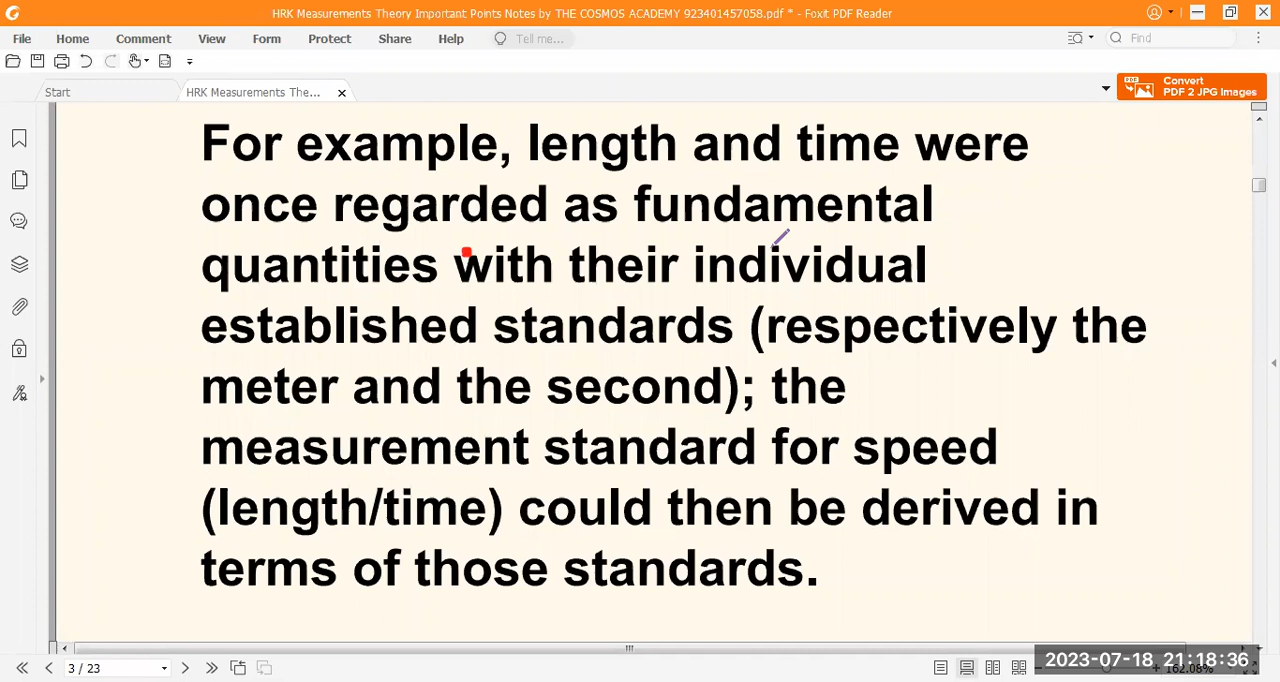 HRK Measurements Theory Important Points Notes by THE COSMOS ACADEMY 923401457058.pdf * - Foxit PDF Reader
File Home Comment View Form Protect Share Help Tell me... Find
Start HRK Measurements The... Convert
PDF 2 JPG Images
For example, length and time were
once regarded as fundamental
quantities with their individual
established standards (respectively the
meter and the second); the
measurement standard for speed
(length/time) could then be derived in
terms of those standards.
3 / 23 2023-07-18 21:18:36
162.08%